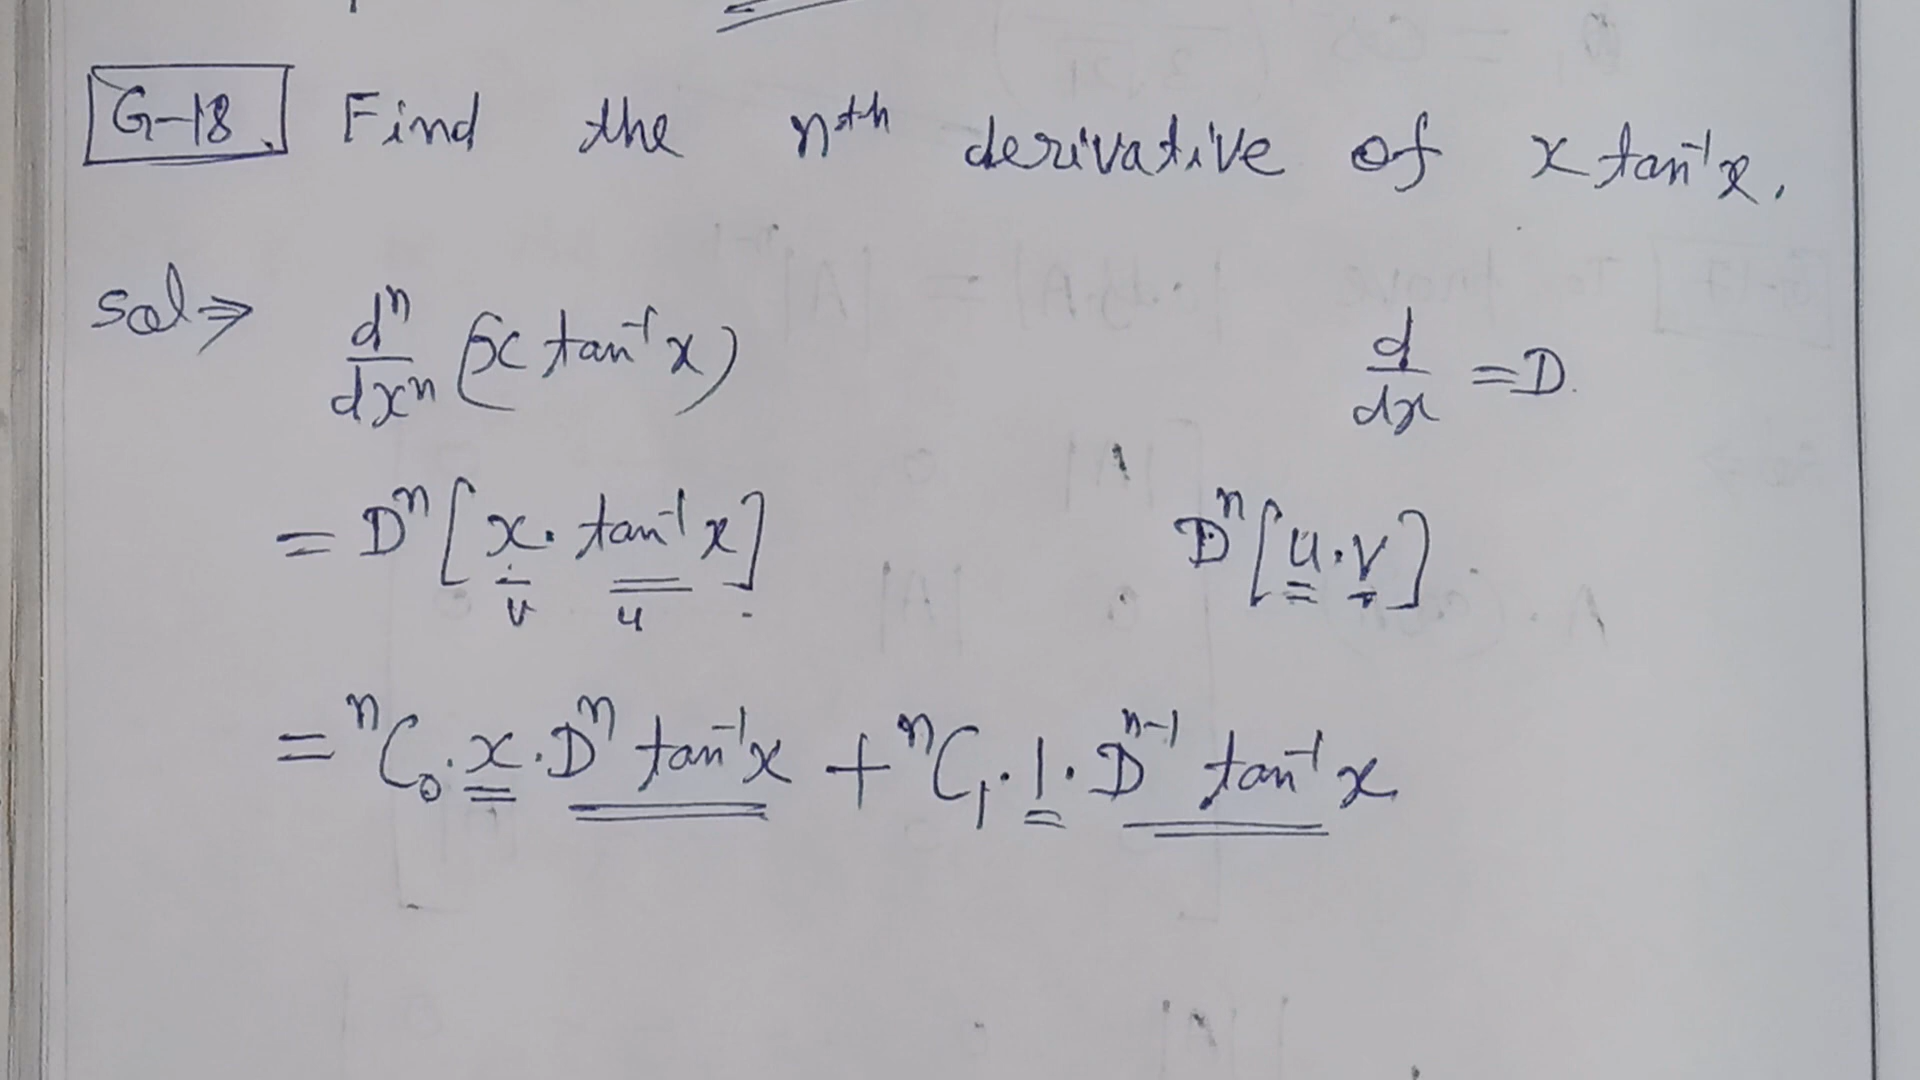 G-18. Find the nth derivative of x tan⁻¹x.
Sol ⇒ dⁿ/dxⁿ (x tan⁻¹x) d/dx = D.
= Dⁿ[x. tan⁻¹x] Dⁿ[u.v]
v u
= ⁿC₀.x.Dⁿ tan⁻¹x + ⁿC₁.1.Dⁿ⁻¹ tan⁻¹x